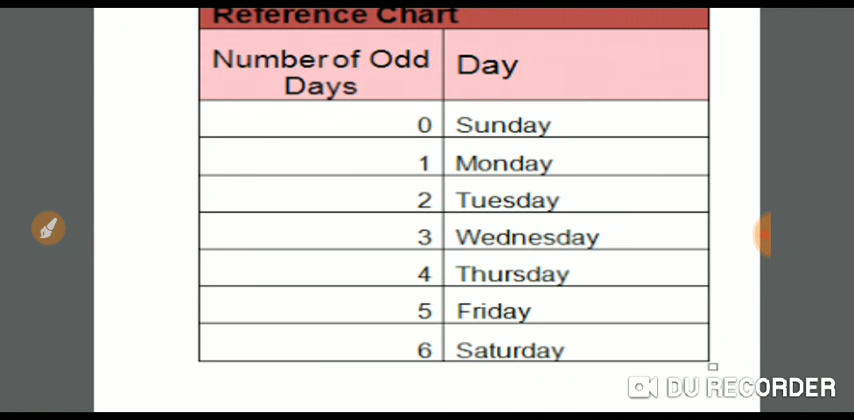 Reference Chart
Number of Odd Days Day
0 Sunday
1 Monday
2 Tuesday
3 Wednesday
4 Thursday
5 Friday
6 Saturday
DU RECORDER